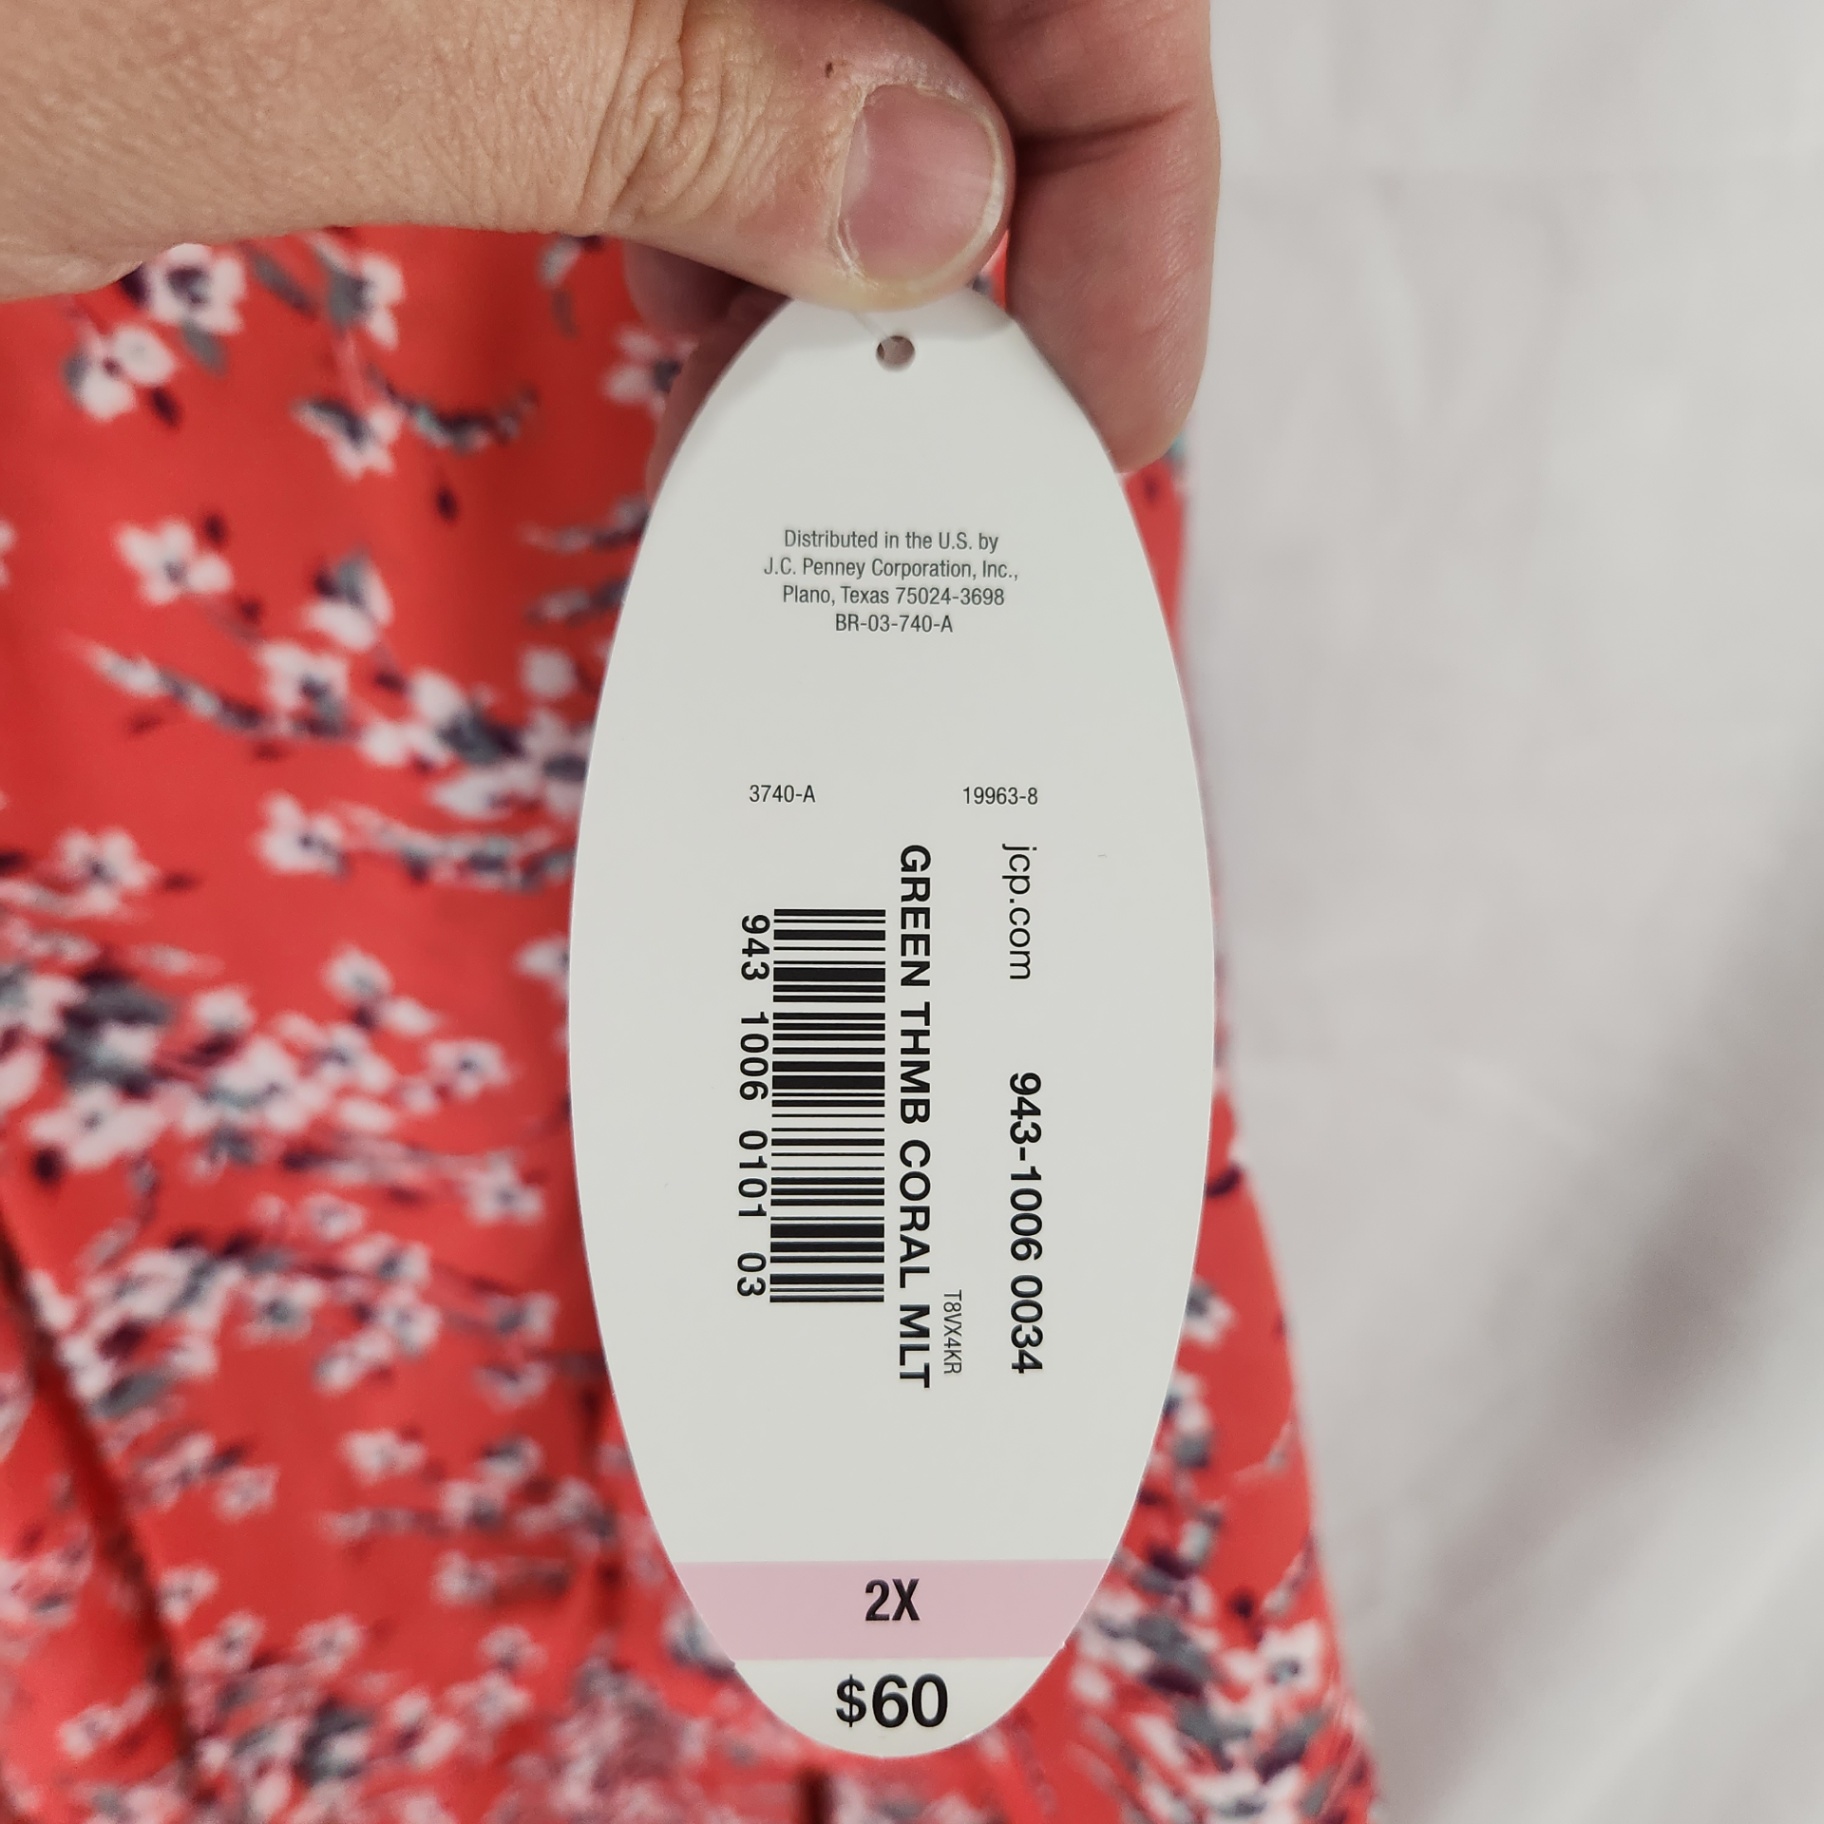 Distributed in the U.S. by
J.C. Penney Corporation, Inc.,
Plano, Texas 75024-3698
BR-03-740-A
3740-A
19963-8
jcp.com 943-1006 0034
T8VX4KR
GREEN THMB CORAL MLT
943 1006 0101 03
2X
$60